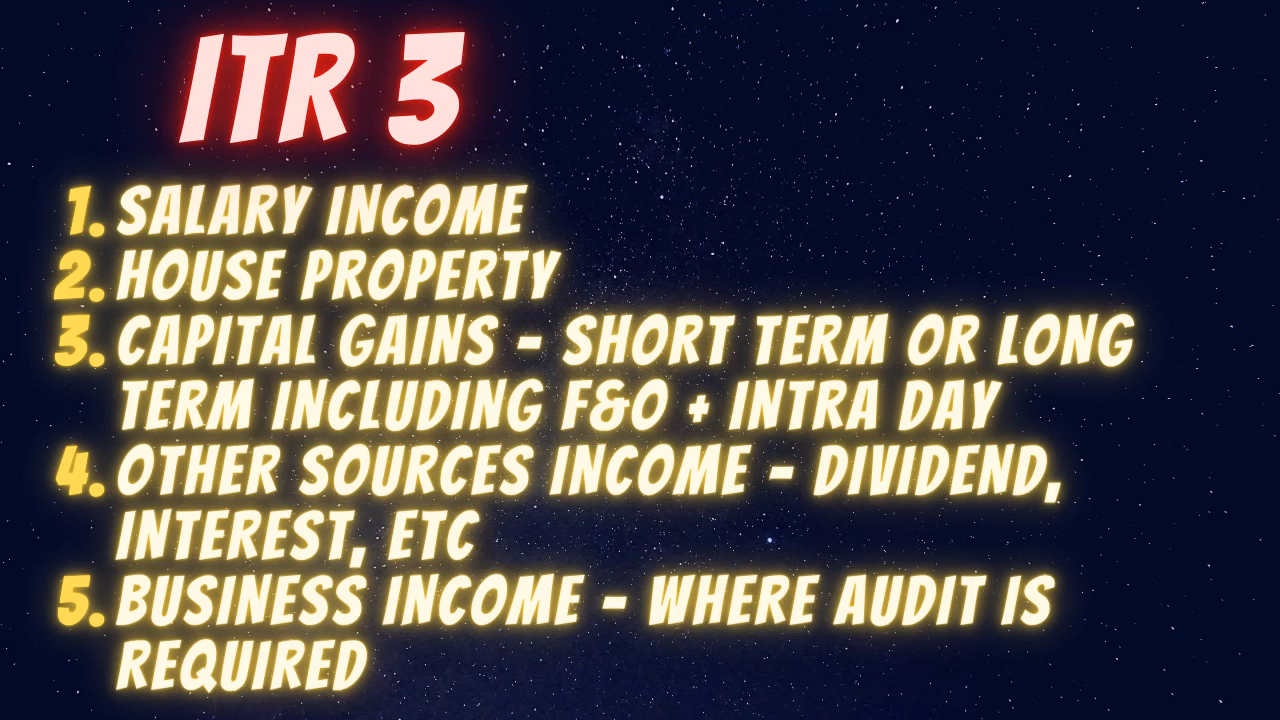 ITR 3
1. SALARY INCOME
2. HOUSE PROPERTY
3. CAPITAL GAINS - SHORT TERM OR LONG
TERM INCLUDING F&O + INTRA DAY
4. OTHER SOURCES INCOME - DIVIDEND,
INTEREST, ETC
5. BUSINESS INCOME - WHERE AUDIT IS
REQUIRED